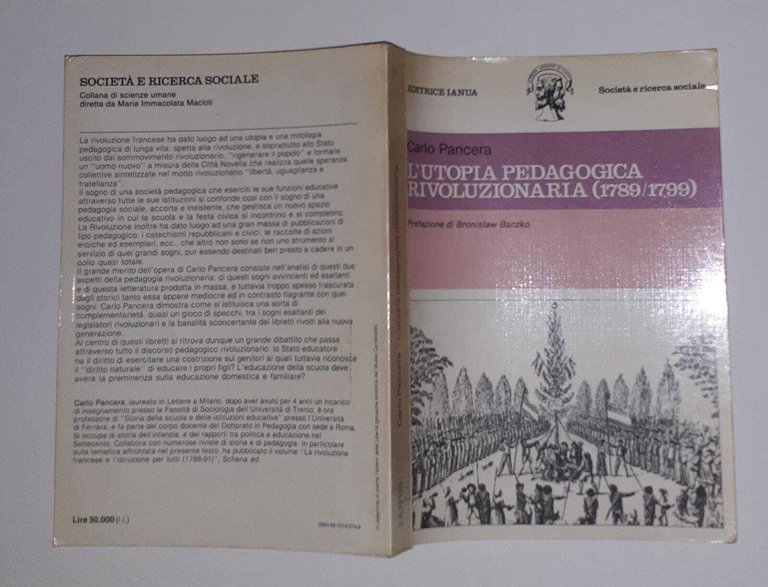 SOCIETÀ E RICERCA SOCIALE
Collana di scienze umane
diretta da Maria Immacolata Macioti
La rivoluzione francese ha dato luogo ad una utopia e una mitologia
pedagogica di lunga vita: spetta alla rivoluzione, e soprattutto allo Stato
uscito dal sommovimento rivoluzionario, "rigenerare il popolo" e formare
un "uomo nuovo" a misura della Città Novella che realizza quelle speranze
collettive sintetizzate nel motto rivoluzionario "libertà, uguaglianza e
fratellanza".
Il sogno di una società pedagogica che eserciti le sue funzioni educative
attraverso tutte le sue istituzioni si confonde così con il sogno di una
pedagogia sociale, accorta e insistente, che gestisca un nuovo spazio
educativo in cui la scuola e la festa civica si incontrino e si completino.
La Rivoluzione inoltre ha dato luogo ad una gran massa di pubblicazioni di
tipo pedagogico: i catechismi repubblicani e civici, le raccolte di azioni
eroiche ed esemplari, ecc., che altro non sono se non uno strumento al
servizio di quei grandi sogni, pur essendo destinati ben presto a cadere in un
oblio quasi totale.
Il grande merito dell'opera di Carlo Pancera consiste nell'analisi di questi due
aspetti della pedagogia rivoluzionaria: di questi sogni avvincenti ed esaltanti
e di questa letteratura prodotta in massa, e tuttavia troppo spesso trascurata
dagli storici tanto essa appare mediocre ed in contrasto flagrante con quei
sogni. Carlo Pancera dimostra come si istituisca una sorta di
complementarietà, quasi un gioco di specchi, tra i sogni esaltanti dei
legislatori rivoluzionari e la banalità sconcertante dei libretti rivolti alla nuova
generazione.
Al centro di questi libretti si ritrova dunque un grande dibattito che passa
attraverso tutto il discorso pedagogico rivoluzionario: lo Stato educatore
ha il diritto di esercitare una costrizione sui genitori ai quali tuttavia riconosce
il "diritto naturale" di educare i propri figli? L'educazione della scuola deve
avere la preminenza sulla educazione domestica e familiare?
Carlo Pancera, laureato in Lettere a Milano, dopo aver avuto per 4 anni un incarico
di insegnamento presso la Facoltà di Sociologia dell'Università di Trento, è ora
professore di "Storia della scuola e delle istituzioni educative" presso l'Università
di Ferrara, e fa parte del corpo docente del Dottorato in Pedagogia con sede a Roma.
Si occupa di storia dell'infanzia, e dei rapporti tra politica e educazione nel
Settecento. Collabora con numerose riviste di storia e di pedagogia. In particolare
sulla tematica affrontata nel presente testo, ha pubblicato il volume "La rivoluzione
francese e l'istruzione per tutti (1788-91)", Schena ed.
Lire 30.000 (i.i.)
Carlo Pancera - L'utopia pedagogica rivoluzionaria
EDITRICE IANUA
Società e ricerca sociale
Carlo Pancera
L'UTOPIA PEDAGOGICA
RIVOLUZIONARIA (1789/1799)
Prefazione di Bronislaw Baczko